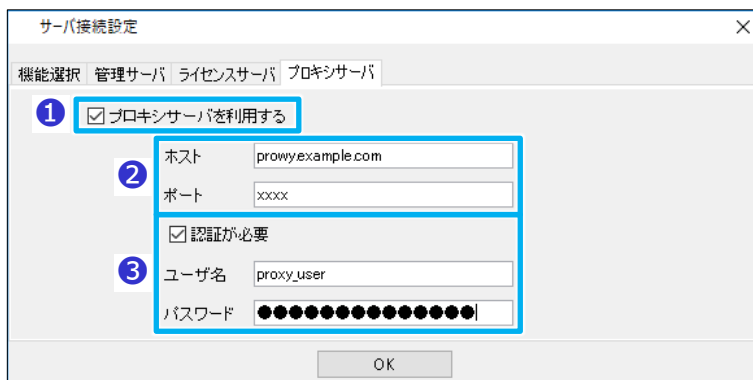 サーバ接続設定
機能選択 管理サーバ ライセンスサーバ プロキシサーバ
1 プロキシサーバを利用する
2
ホスト prowy.example.com
ポート xxxx
3
認証が必要
ユーザ名 proxy_user
パスワード ●●●●●●●●●●●●●●
OK